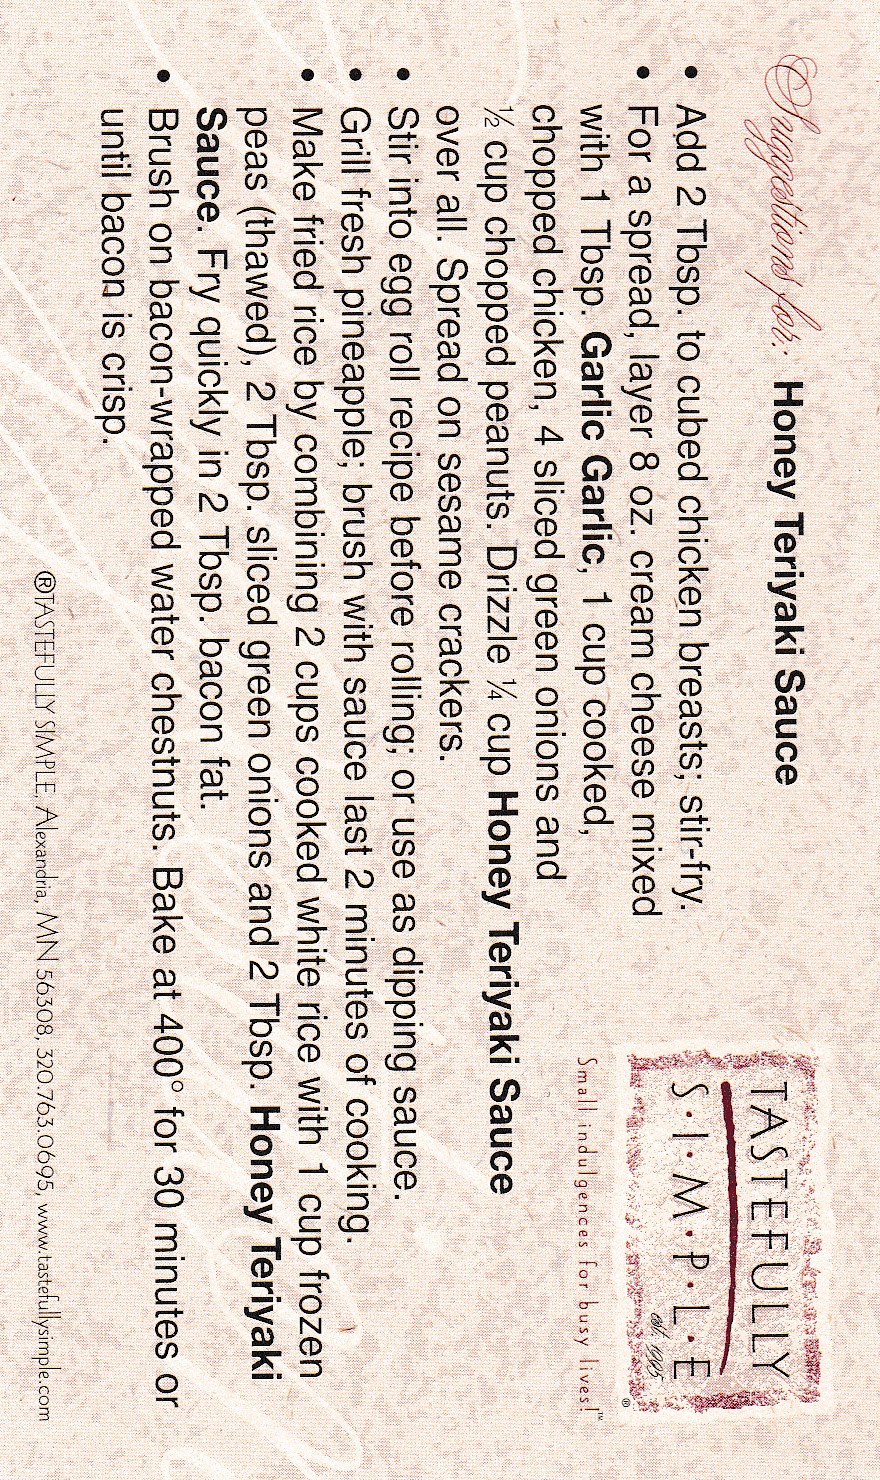 Suggestions for: Honey Teriyaki Sauce
TASTEFULLY
S·I·M·P·L·E
est. 1995
®
Small indulgences for busy lives!™
• Add 2 Tbsp. to cubed chicken breasts; stir-fry.
• For a spread, layer 8 oz. cream cheese mixed
with 1 Tbsp. Garlic Garlic, 1 cup cooked,
chopped chicken, 4 sliced green onions and
½ cup chopped peanuts. Drizzle ¼ cup Honey Teriyaki Sauce
over all. Spread on sesame crackers.
• Stir into egg roll recipe before rolling; or use as dipping sauce.
• Grill fresh pineapple; brush with sauce last 2 minutes of cooking.
• Make fried rice by combining 2 cups cooked white rice with 1 cup frozen
peas (thawed), 2 Tbsp. sliced green onions and 2 Tbsp. Honey Teriyaki
Sauce. Fry quickly in 2 Tbsp. bacon fat.
• Brush on bacon-wrapped water chestnuts. Bake at 400° for 30 minutes or
until bacon is crisp.
®TASTEFULLY SIMPLE, Alexandria, MN 56308, 320.763.0695, www.tastefullysimple.com